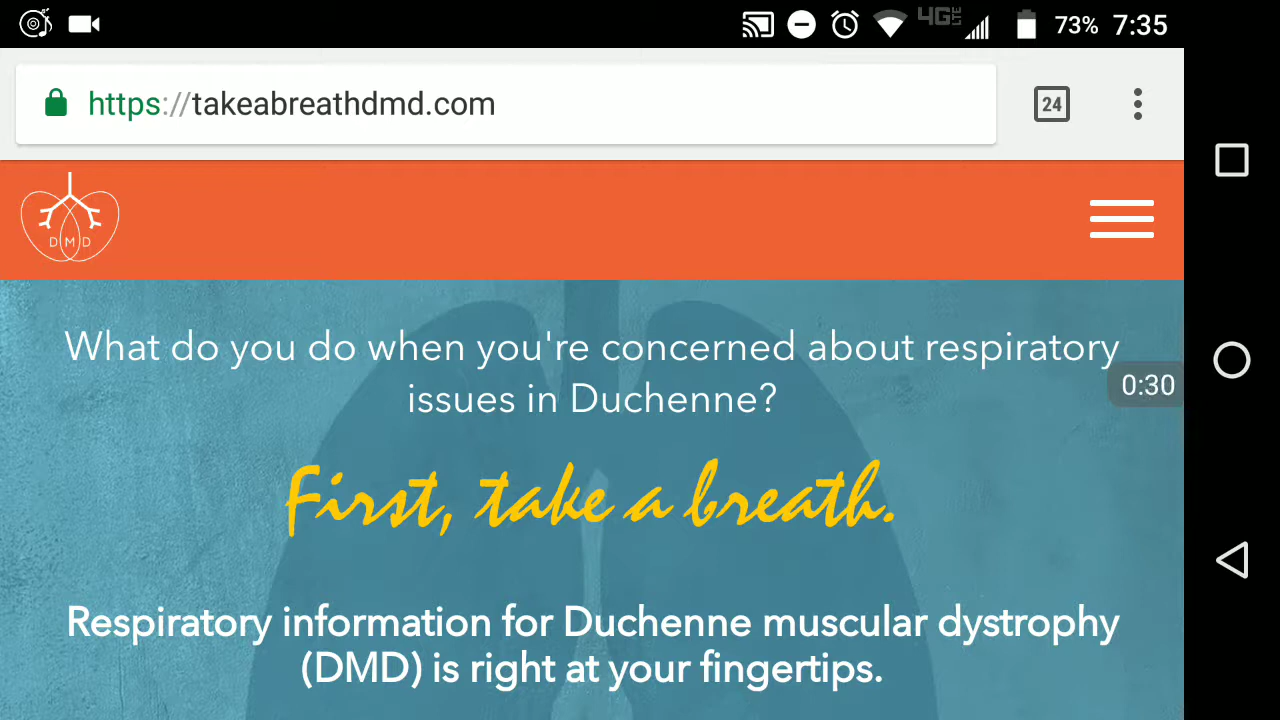 4G LTE 73% 7:35
https://takeabreathdmd.com 24
DMD
What do you do when you're concerned about respiratory
issues in Duchenne?
0:30
First, take a breath.
Respiratory information for Duchenne muscular dystrophy
(DMD) is right at your fingertips.